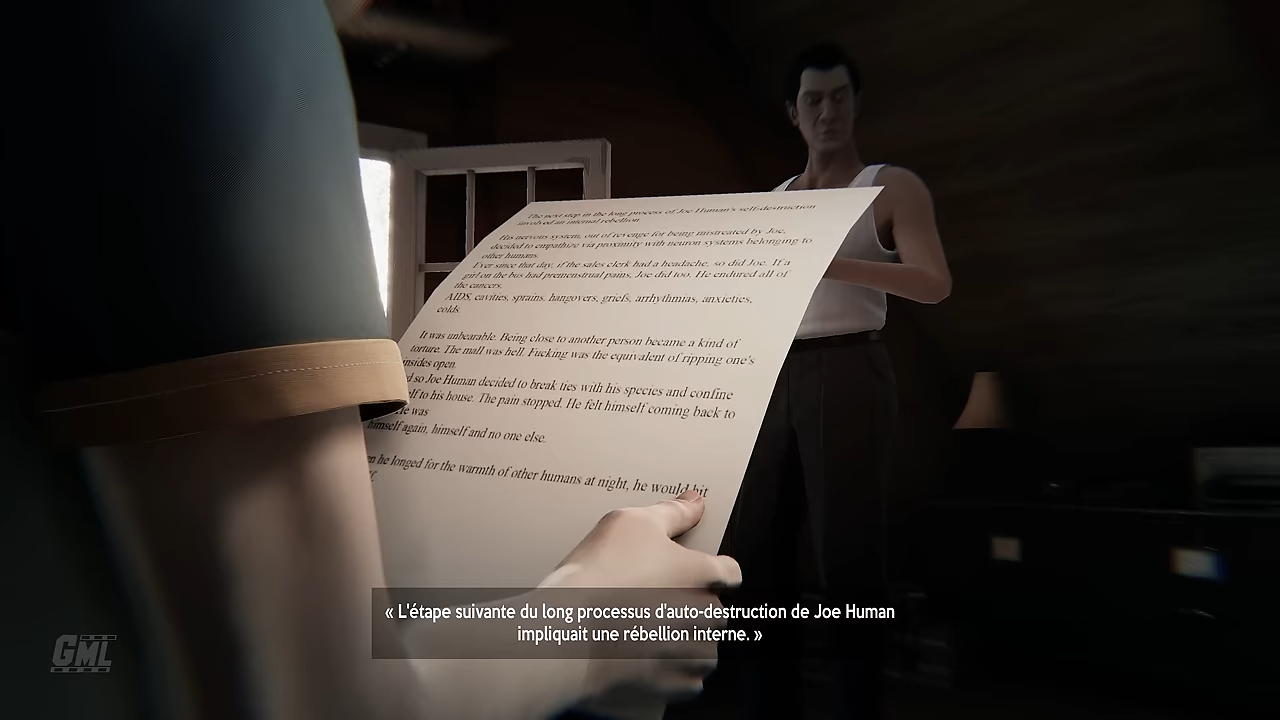 The next step in the long process of Joe Human's self-destruction
involved an internal rebellion.
His nervous system, out of revenge for being mistreated by Joe,
decided to empathize via proximity with neuron systems belonging to
other humans.
Ever since that day, if the sales clerk had a headache, so did Joe. If a
girl on the bus had premenstrual pains, Joe did too. He endured all of
the cancers.
AIDS, cavities, sprains, hangovers, griefs, arrhythmias, anxieties,
colds.
It was unbearable. Being close to another person became a kind of
torture. The mall was hell. Fucking was the equivalent of ripping one's
insides open.
so Joe Human decided to break ties with his species and confine
to his house. The pain stopped. He felt himself coming back to
He was
himself again, himself and no one else.
he longed for the warmth of other humans at night, he would hit
« L'étape suivante du long processus d'auto-destruction de Joe Human
impliquait une rébellion interne. »
GML